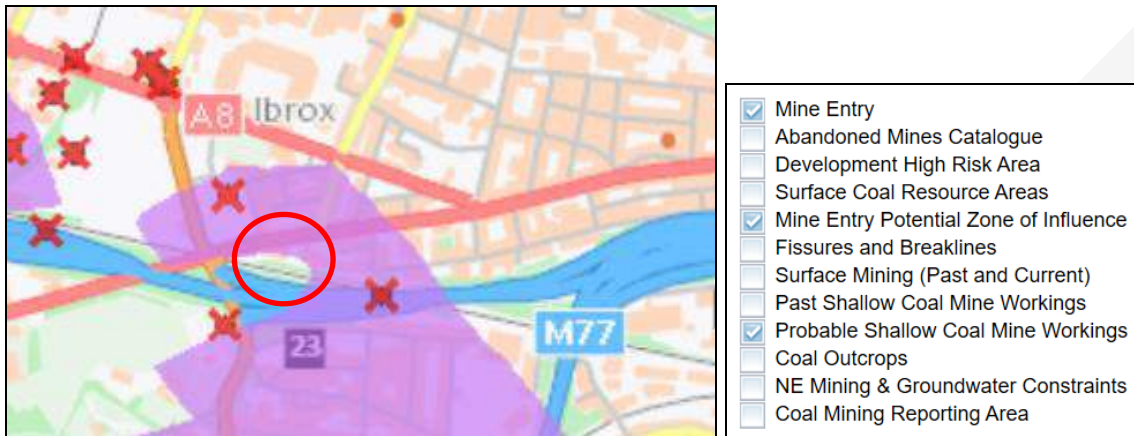 A8 Ibrox
23
M77
Mine Entry
Abandoned Mines Catalogue
Development High Risk Area
Surface Coal Resource Areas
Mine Entry Potential Zone of Influence
Fissures and Breaklines
Surface Mining (Past and Current)
Past Shallow Coal Mine Workings
Probable Shallow Coal Mine Workings
Coal Outcrops
NE Mining & Groundwater Constraints
Coal Mining Reporting Area